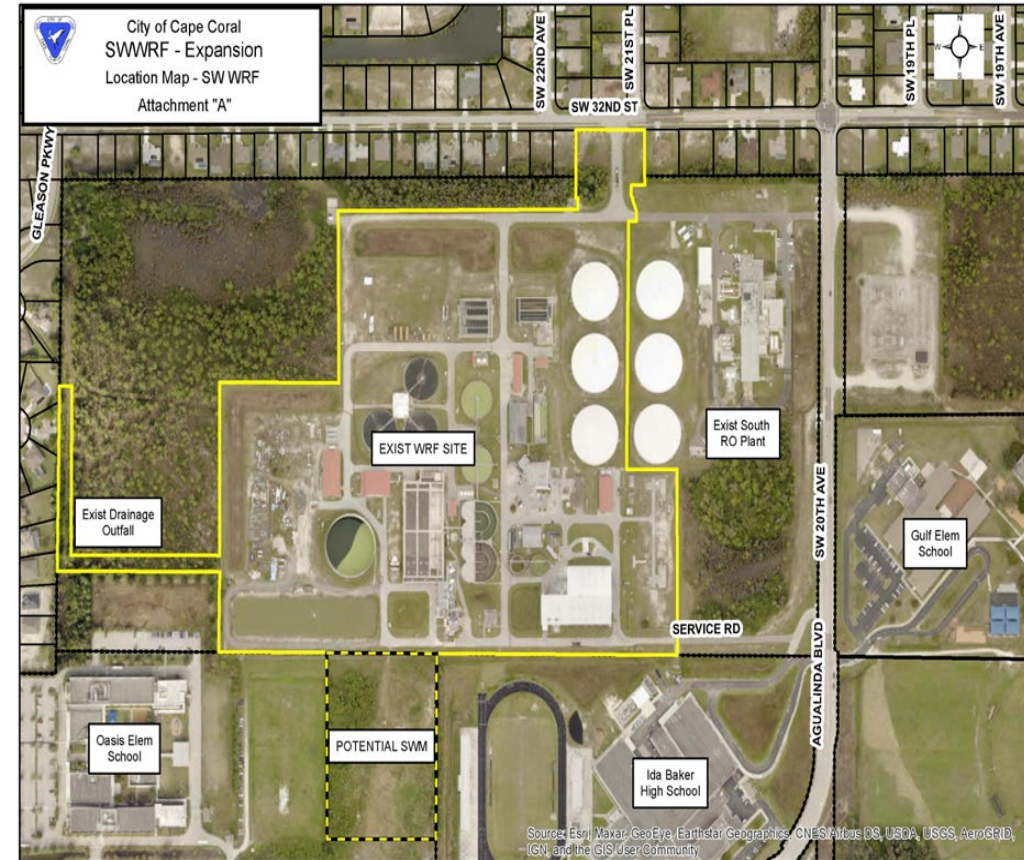 City of Cape Coral
SWWRF - Expansion
Location Map - SW WRF
Attachment "A"
SW 22ND AVE
SW 21ST PL
SW 19TH PL
SW 19TH AVE
N
W
E
S
SW 32ND ST
GLEASON PKWY
EXIST WRF SITE
Exist South
RO Plant
Exist Drainage
Outfall
SW 20TH AVE
Gulf Elem
School
SERVICE RD
AGUALINDA BLVD
Oasis Elem
School
POTENTIAL SWM
Ida Baker
High School
Source: Esri, Maxar, GeoEye, Earthstar Geographics, CNES/Airbus DS, USDA, USGS, AeroGRID,
IGN, and the GIS User Community